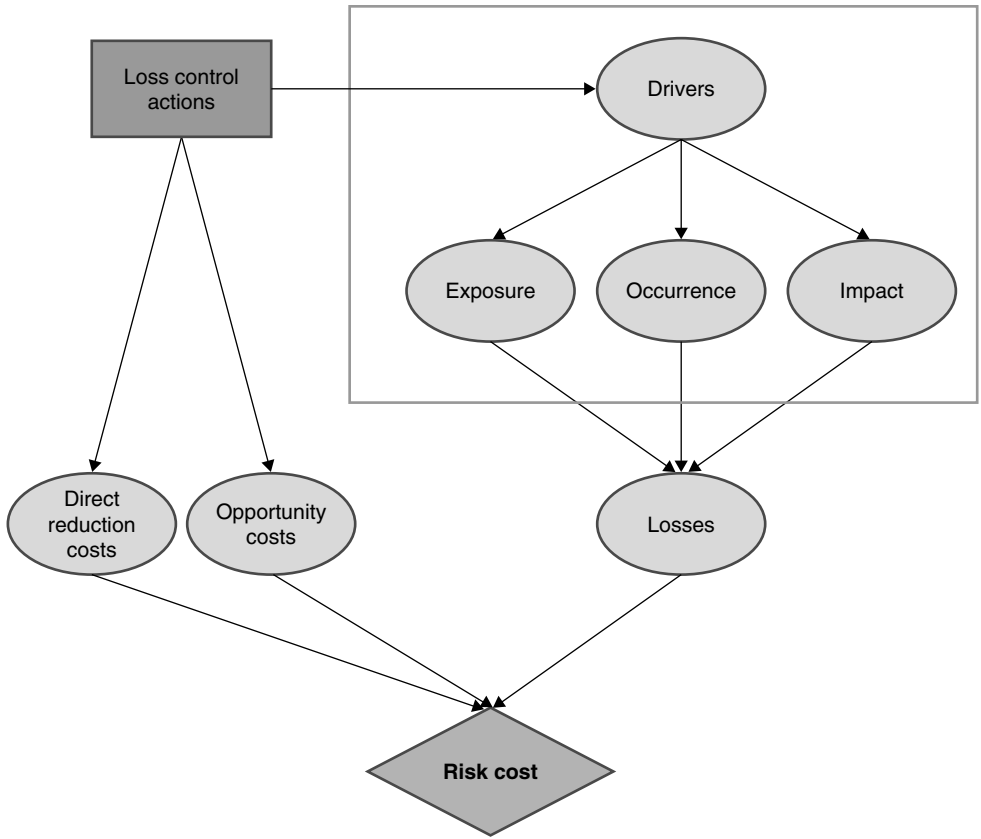 Loss control
actions
Drivers
Exposure
Occurrence
Impact
Direct
reduction
costs
Opportunity
costs
Losses
Risk cost